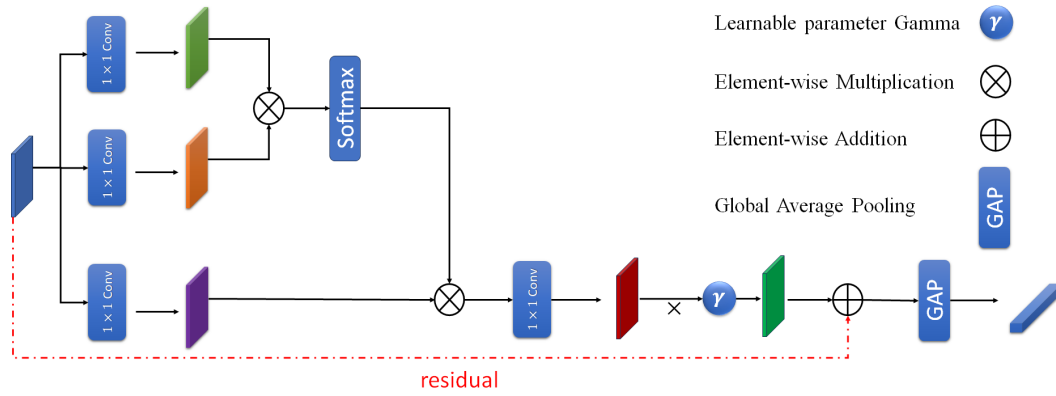 Learnable parameter Gamma
γ
Element-wise Multiplication
Element-wise Addition
Global Average Pooling
GAP
1 × 1 Conv
1 × 1 Conv
1 × 1 Conv
Softmax
1 × 1 Conv
×
γ
GAP
residual